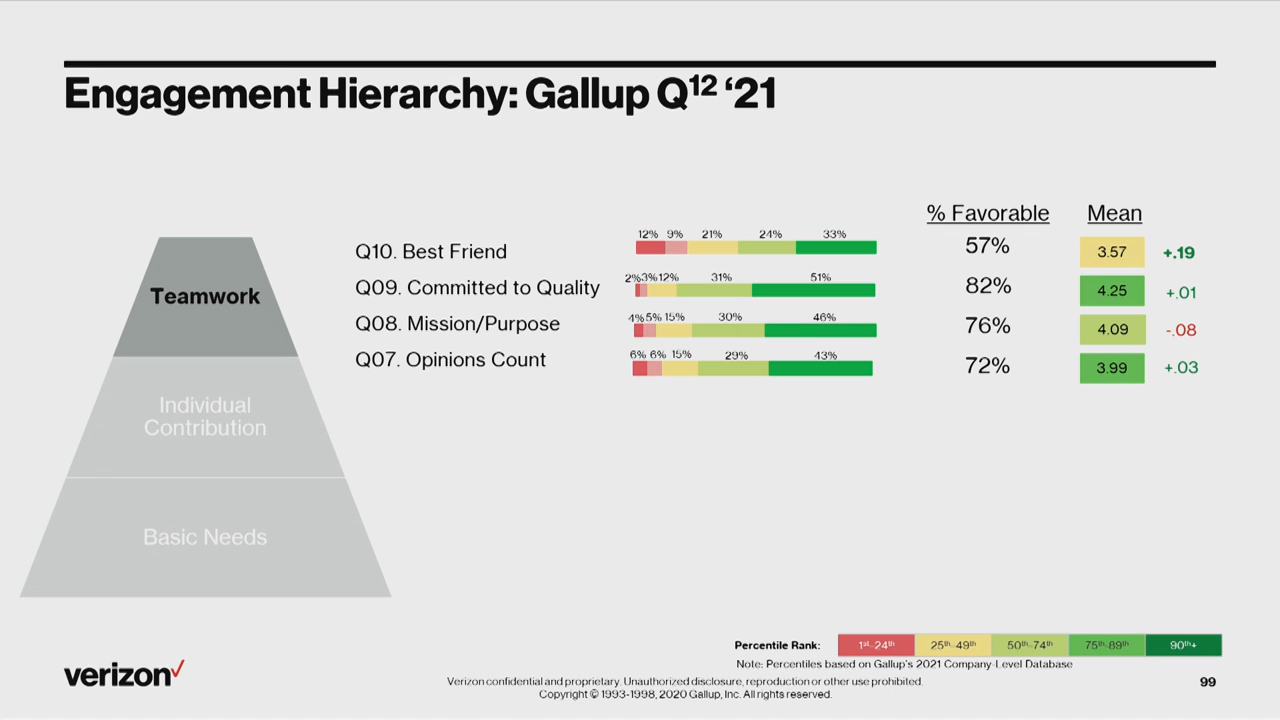 Engagement Hierarchy: Gallup Q12 ‘21
% Favorable Mean
Teamwork
Individual
Contribution
Basic Needs
Q10. Best Friend 12% 9% 21% 24% 33% 57% 3.57 +.19
Q09. Committed to Quality 2% 3% 12% 31% 51% 82% 4.25 +.01
Q08. Mission/Purpose 4% 5% 15% 30% 46% 76% 4.09 -.08
Q07. Opinions Count 6% 6% 15% 29% 43% 72% 3.99 +.03
Percentile Rank: 1st-24th 25th-49th 50th-74th 75th-89th 90th+
Note: Percentiles based on Gallup's 2021 Company-Level Database
verizon✓
Verizon confidential and proprietary. Unauthorized disclosure, reproduction or other use prohibited.
Copyright © 1993-1998, 2020 Gallup, Inc. All rights reserved.
99